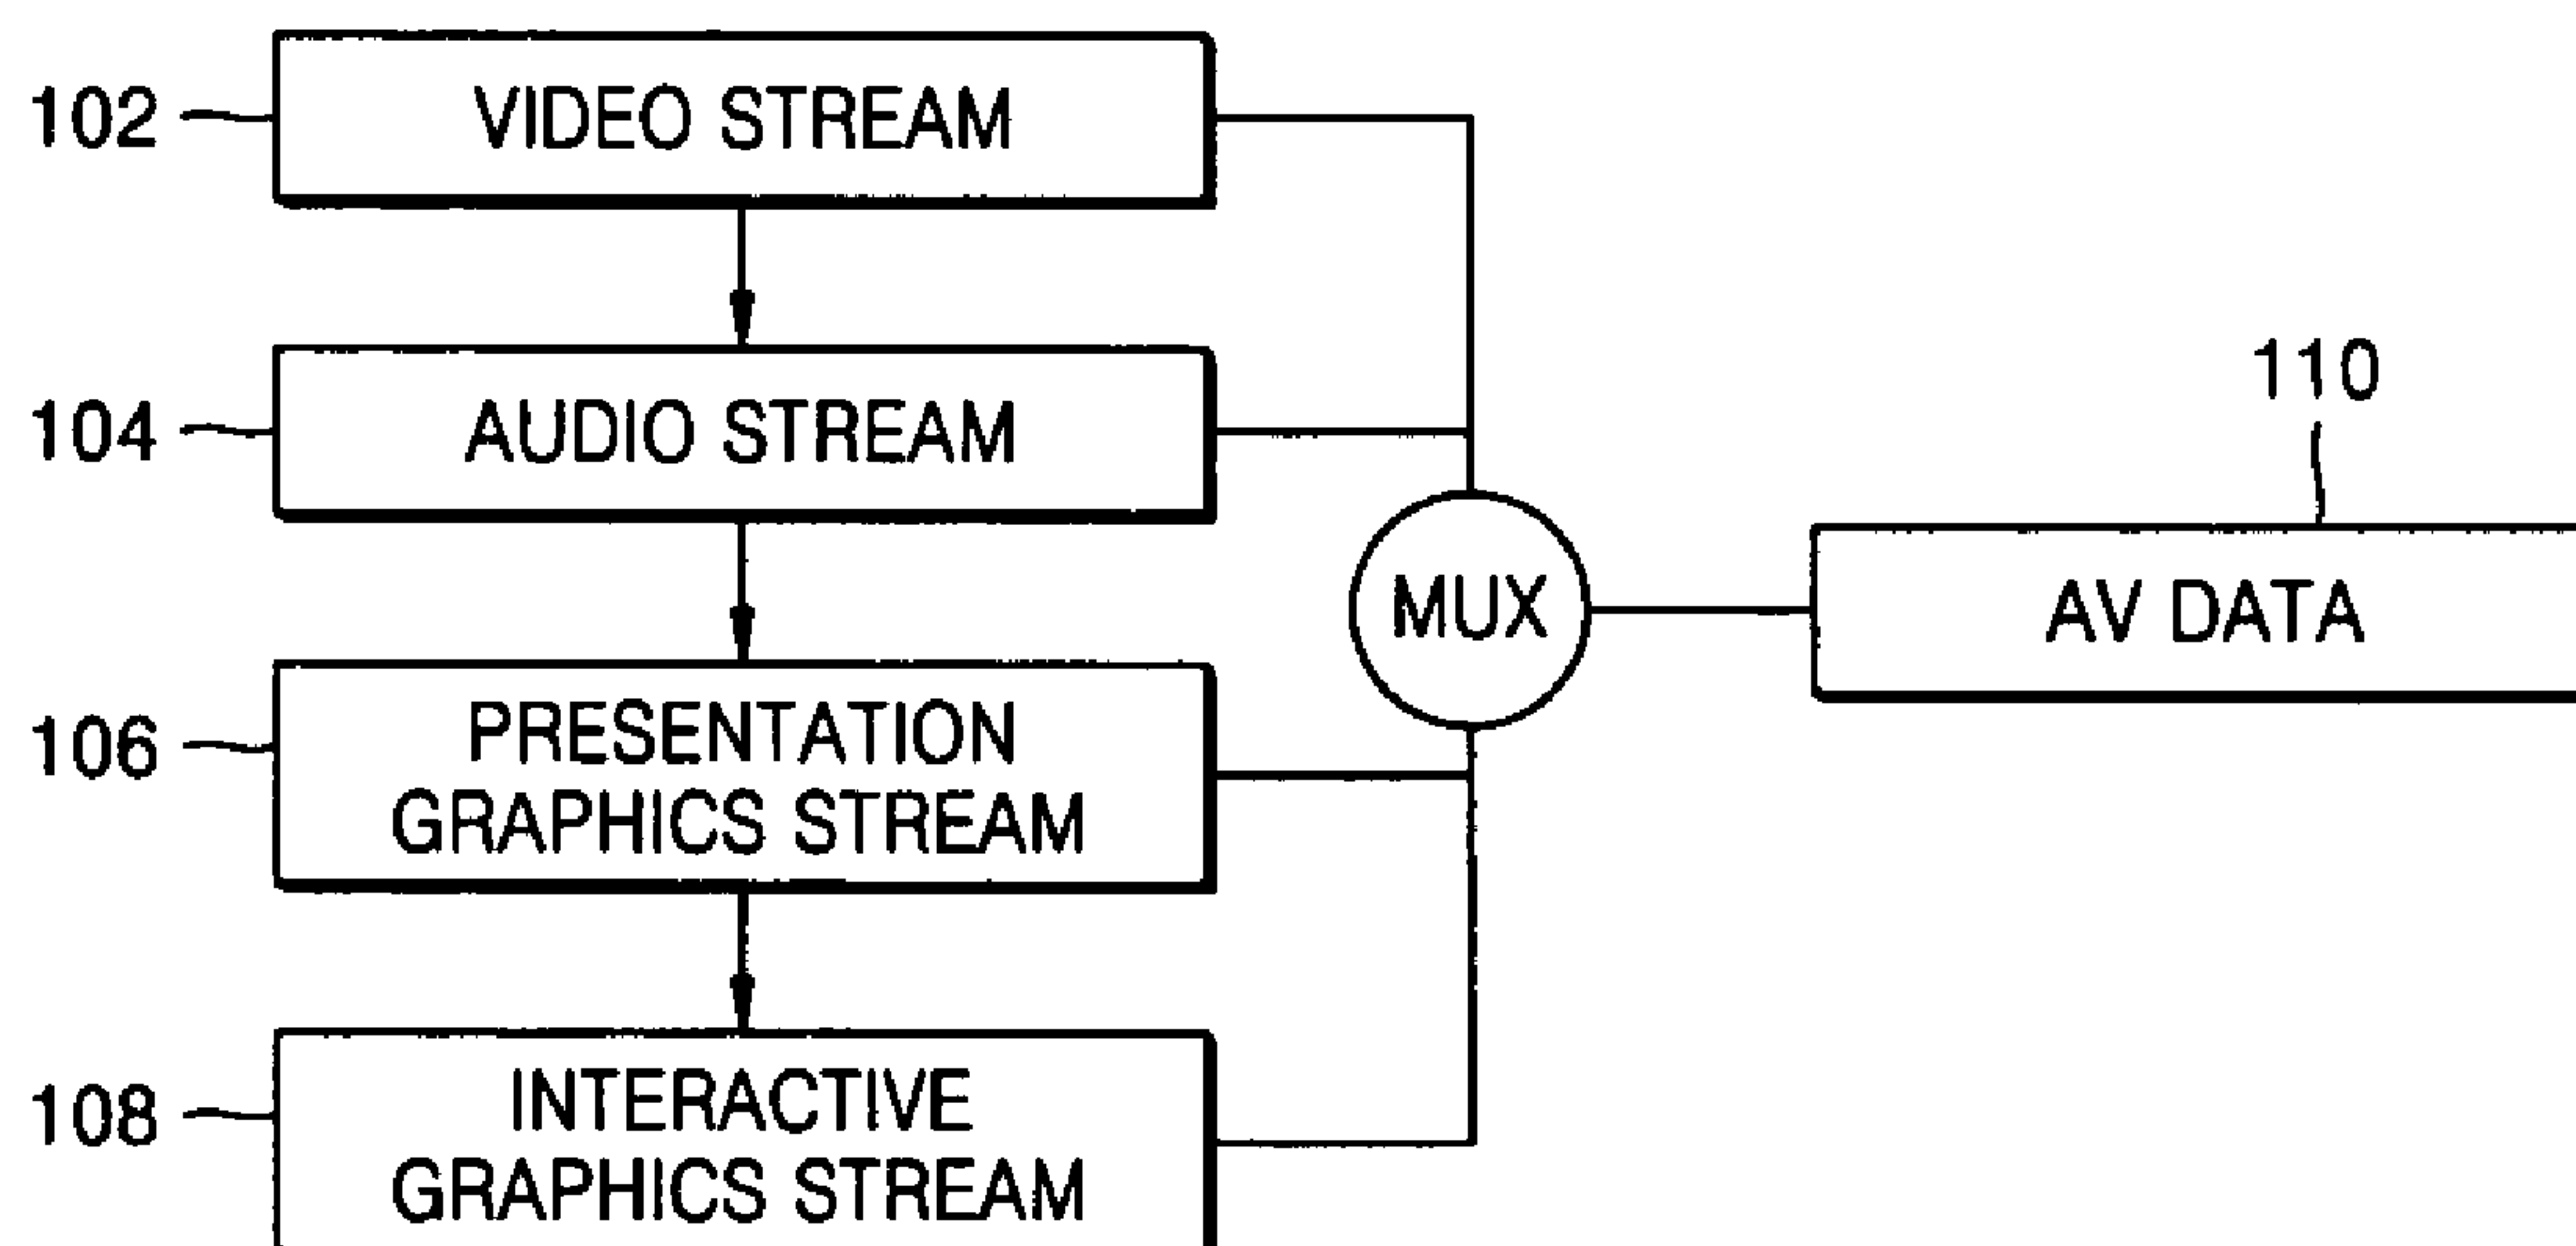 102
VIDEO STREAM
104
AUDIO STREAM
110
MUX
AV DATA
106
PRESENTATION
GRAPHICS STREAM
108
INTERACTIVE
GRAPHICS STREAM